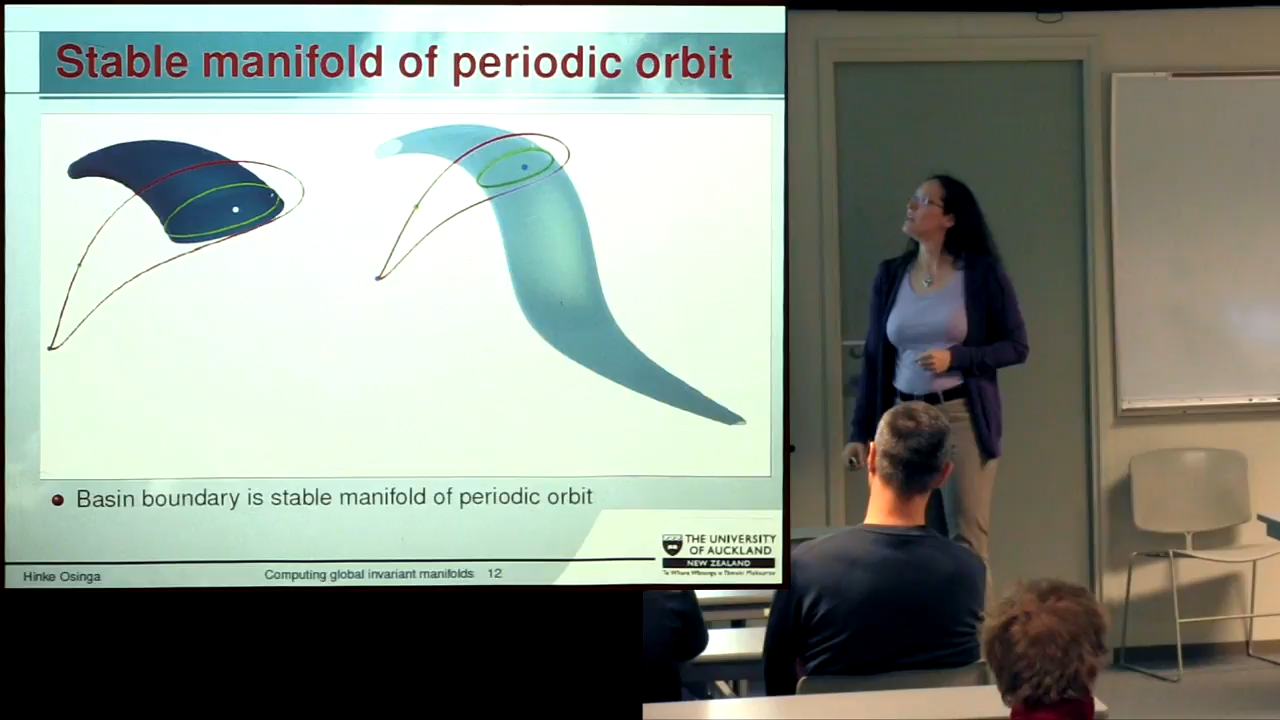 Stable manifold of periodic orbit
Basin boundary is stable manifold of periodic orbit
THE UNIVERSITY
OF AUCKLAND
NEW ZEALAND
Hinke Osinga
Computing global invariant manifolds 12